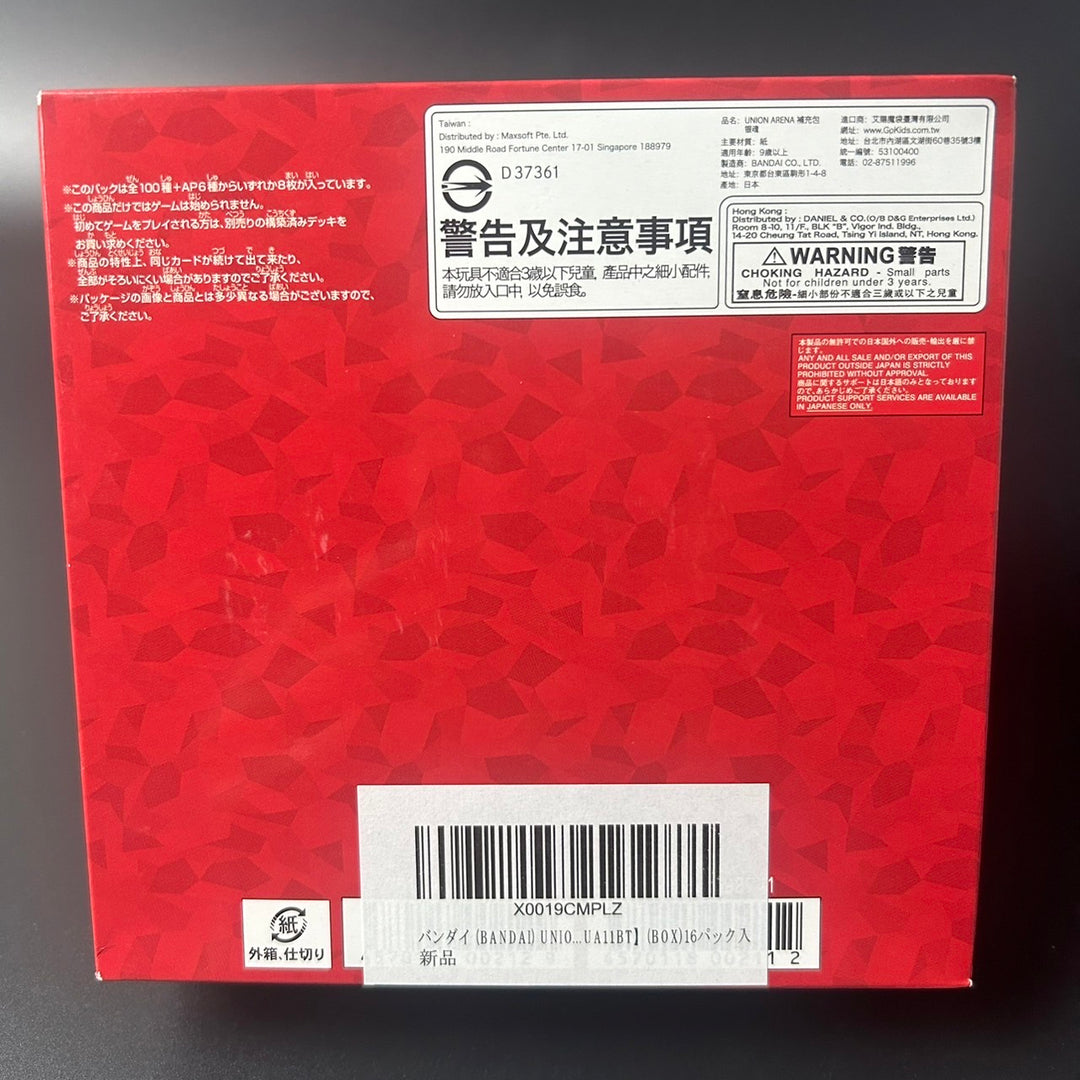 ※このパックは全100種+AP6種からいずれか8枚が入っています。
※この商品だけではゲームは始められません。
初めてゲームをプレイされる方は、別売りの構築済みデッキを
お買い求めください。
※商品の特性上、同じカードが続けて出て来たり、
全部がそろいにくい場合がありますのでご了承ください。
※パッケージの画像と商品とは多少異なる場合がございますので、
ご了承ください。
Taiwan :
Distributed by : Maxsoft Pte. Ltd.
190 Middle Road Fortune Center 17-01 Singapore 188979
D37361
警告及注意事項
本玩具不適合3歲以下兒童，產品中之細小配件，
請勿放入口中，以免誤食。
品名：UNION ARENA 補充包
銀魂
主要材質：紙
適用年齡：9歲以上
製造商：BANDAI CO., LTD.
地址：東京都台東區駒形1-4-8
產地：日本
進口商：艾陽魔袋臺灣有限公司
網址：www.GpKids.com.tw
地址：台北市內湖區文湖街60巷35號3樓
統一編號：53100400
電話：02-87511996
Hong Kong :
Distributed by : DANIEL & CO.(O/B D&G Enterprises Ltd.)
Room 8-10, 11/F., BLK "B", Vigor Ind. Bldg.,
14-20 Cheung Tat Road, Tsing Yi Island, NT, Hong Kong.
WARNING 警告
CHOKING HAZARD - Small parts
Not for children under 3 years.
窒息危險-細小部份不適合三歲或以下之兒童
本製品の無許可での日本国外への販売・輸出を厳に禁
じます。
ANY AND ALL SALE AND/OR EXPORT OF THIS
PRODUCT OUTSIDE JAPAN IS STRICTLY
PROHIBITED WITHOUT APPROVAL.
商品に関するサポートは日本語のみとなっております
ので、あらかじめご了承ください。
PRODUCT SUPPORT SERVICES ARE AVAILABLE
IN JAPANESE ONLY.
紙
外箱、仕切り
X0019CMPLZ
バンダイ(BANDAI) UNIO...UA11BT】(BOX)16パック入
新品